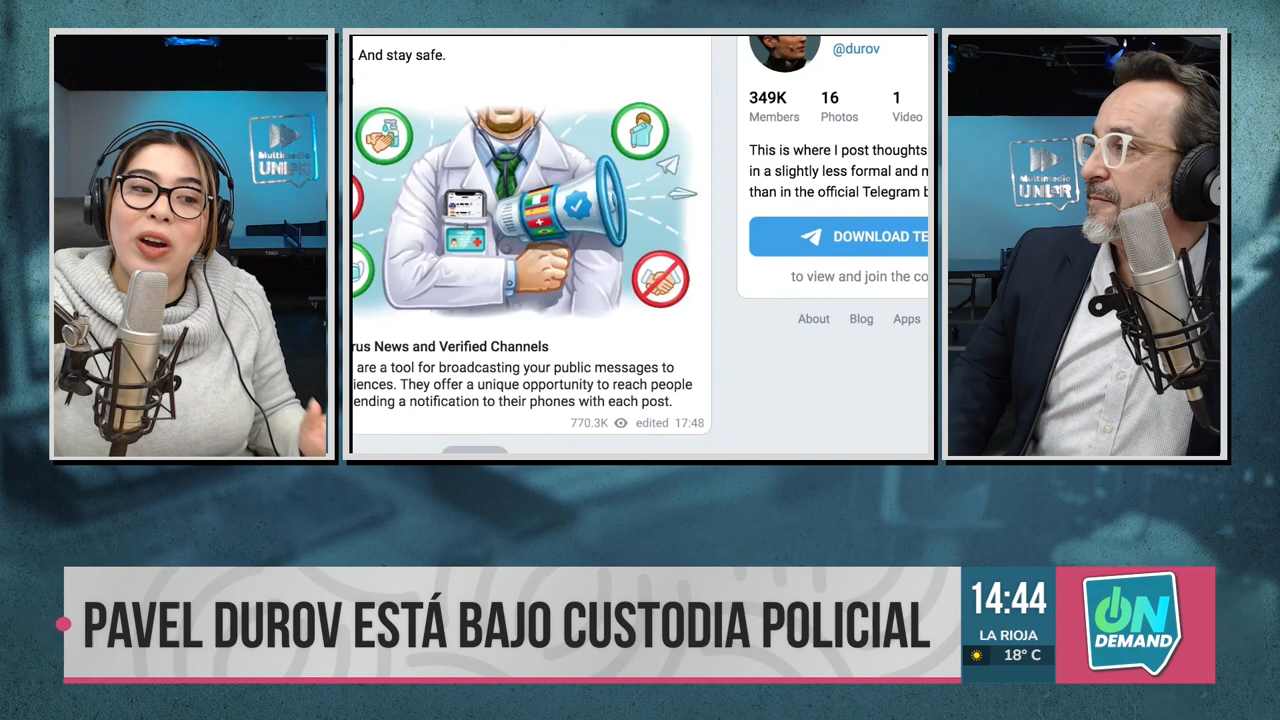 Multimedia
. And stay safe.
rus News and Verified Channels
are a tool for broadcasting your public messages to
iences. They offer a unique opportunity to reach people
ending a notification to their phones with each post.
770.3K edited 17:48
@durov
349K 16 1
Members Photos Video
This is where I post thoughts
in a slightly less formal and m
than in the official Telegram b
DOWNLOAD TE
to view and join the co
About Blog Apps
Multimedio
PAVEL DUROV ESTÁ BAJO CUSTODIA POLICIAL
14:44
LA RIOJA
18° C
ON
DEMAND